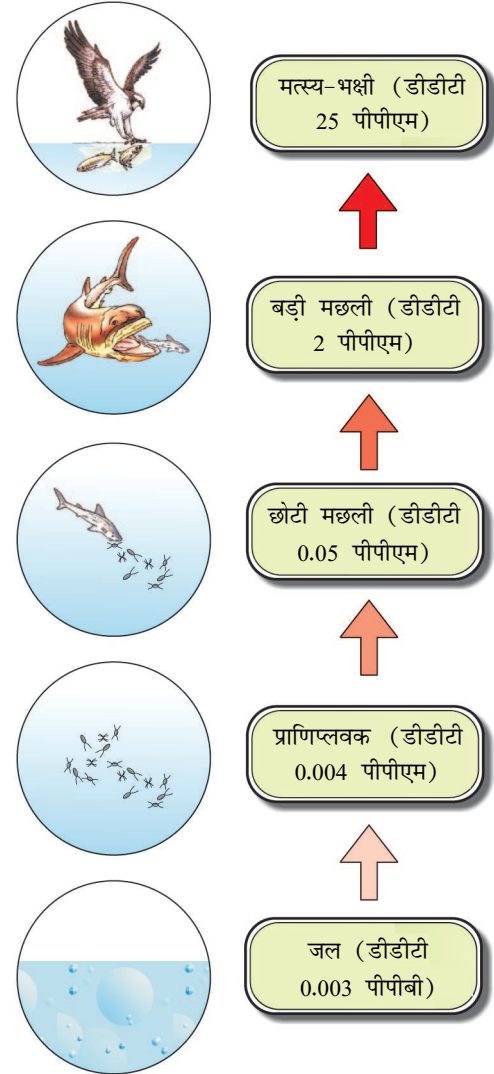 मत्स्य-भक्षी (डीडीटी
25 पीपीएम)
बड़ी मछली (डीडीटी
2 पीपीएम)
छोटी मछली (डीडीटी
0.05 पीपीएम)
प्राणिप्लवक (डीडीटी
0.004 पीपीएम)
जल (डीडीटी
0.003 पीपीबी)